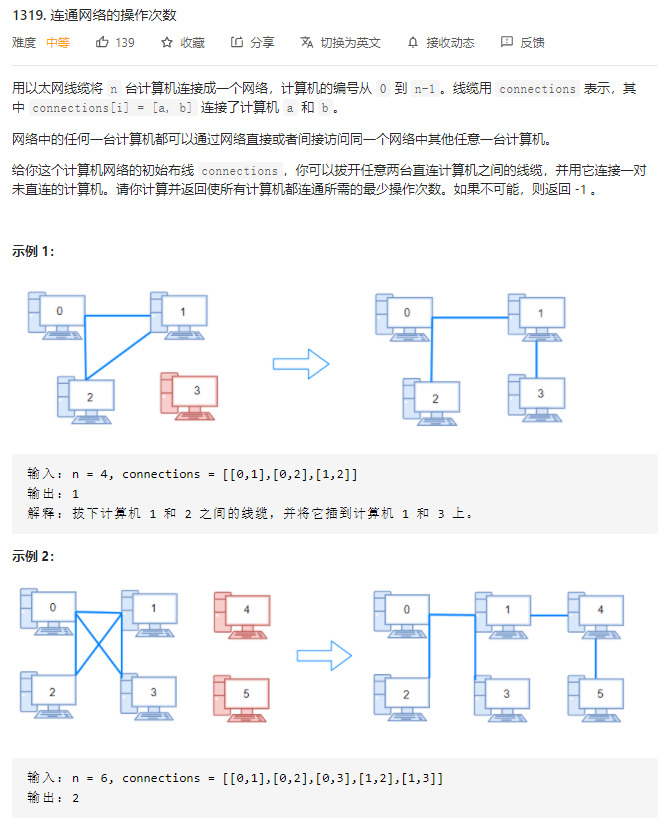 1319. 连通网络的操作次数
难度 中等 139 收藏 分享 切换为英文 接收动态 反馈
用以太网线缆将 n 台计算机连接成一个网络，计算机的编号从 0 到 n-1。线缆用 connections 表示，其
中 connections[i] = [a, b] 连接了计算机 a 和 b。
网络中的任何一台计算机都可以通过网络直接或者间接访问同一个网络中其他任意一台计算机。
给你这个计算机网络的初始布线 connections，你可以拔开任意两台直连计算机之间的线缆，并用它连接一对
未直连的计算机。请你计算并返回使所有计算机都连通所需的最少操作次数。如果不可能，则返回 -1 。
示例 1：
0 1 0 1
2 3 2 3
输入：n = 4, connections = [[0,1],[0,2],[1,2]]
输出：1
解释：拔下计算机 1 和 2 之间的线缆，并将它插到计算机 1 和 3 上。
示例 2：
0 1 4 0 1 4
2 3 5 2 3 5
输入：n = 6, connections = [[0,1],[0,2],[0,3],[1,2],[1,3]]
输出：2